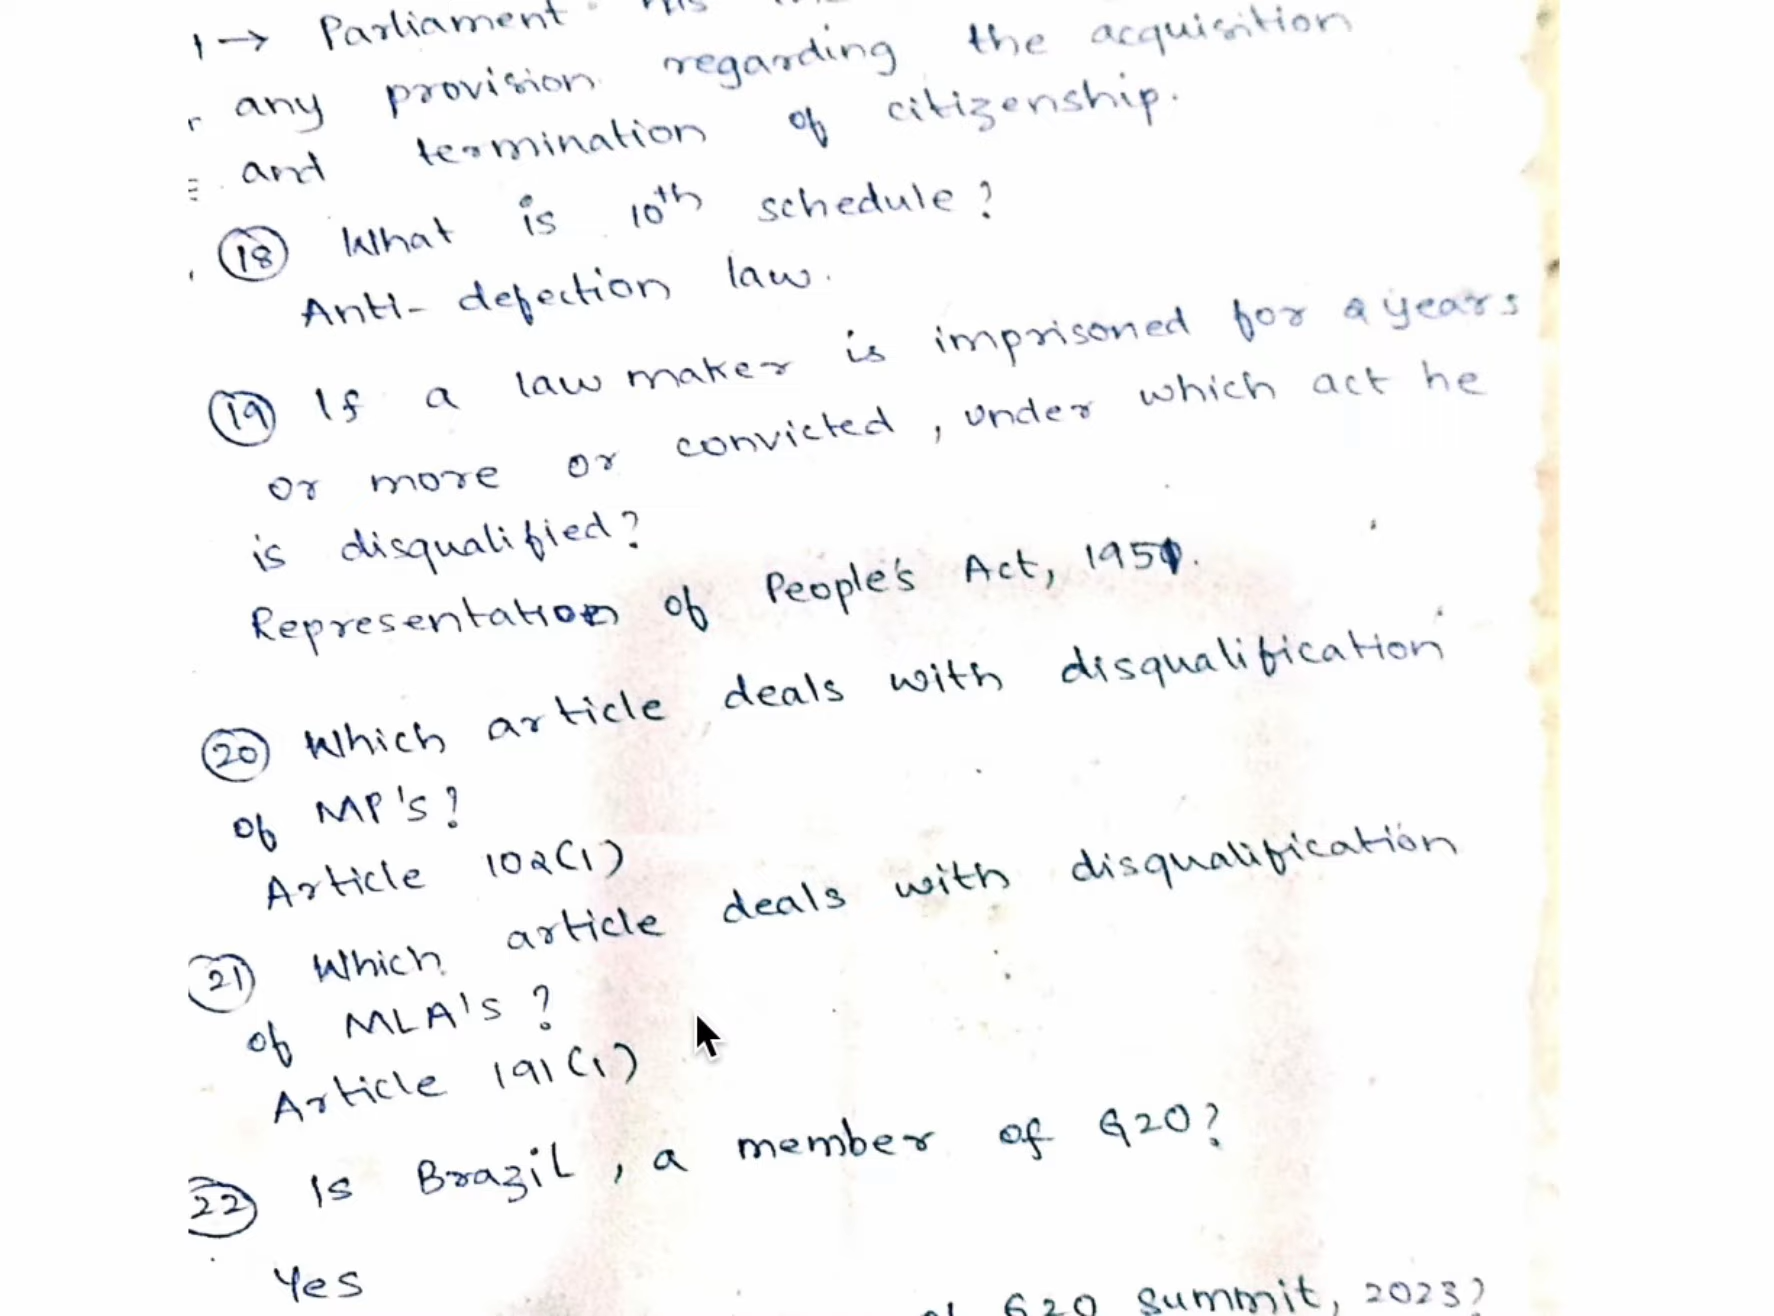 1 → Parliament
any provision regarding the acquisition
and termination of citizenship.
18 What is 10th schedule?
Anti-defection law.
19 If a law maker is imprisoned for 2 years
or more or convicted, under which act he
is disqualified?
Representation of People's Act, 1951.
20 Which article deals with disqualification
of MP's?
Article 102(1)
21 Which article deals with disqualification
of MLA's?
Article 191(1)
22 Is Brazil, a member of G20?
Yes
G20 summit, 2023?